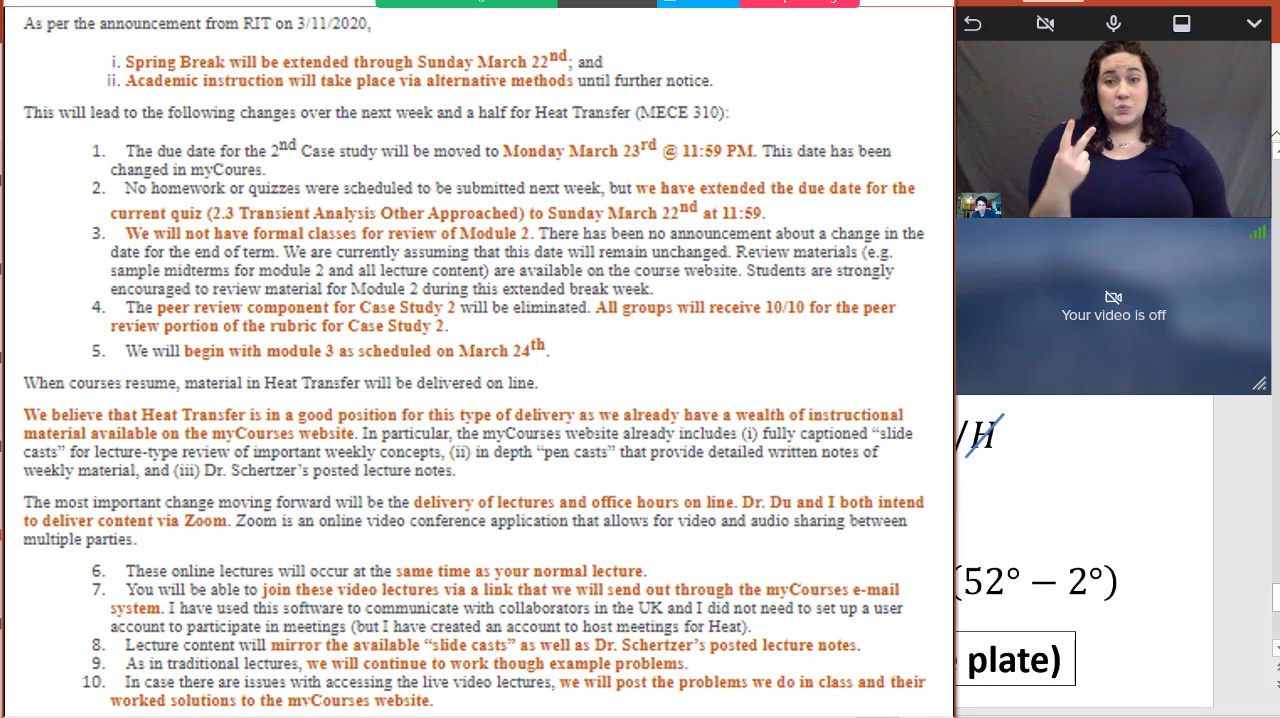 As per the announcement from RIT on 3/11/2020,
i. Spring Break will be extended through Sunday March 22nd; and
ii. Academic instruction will take place via alternative methods until further notice.
This will lead to the following changes over the next week and a half for Heat Transfer (MECE 310):
1. The due date for the 2nd Case study will be moved to Monday March 23rd @ 11:59 PM. This date has been
changed in myCoures.
2. No homework or quizzes were scheduled to be submitted next week, but we have extended the due date for the
current quiz (2.3 Transient Analysis Other Approached) to Sunday March 22nd at 11:59.
3. We will not have formal classes for review of Module 2. There has been no announcement about a change in the
date for the end of term. We are currently assuming that this date will remain unchanged. Review materials (e.g.
sample midterms for module 2 and all lecture content) are available on the course website. Students are strongly
encouraged to review material for Module 2 during this extended break week.
4. The peer review component for Case Study 2 will be eliminated. All groups will receive 10/10 for the peer
review portion of the rubric for Case Study 2.
5. We will begin with module 3 as scheduled on March 24th.
When courses resume, material in Heat Transfer will be delivered on line.
We believe that Heat Transfer is in a good position for this type of delivery as we already have a wealth of instructional
material available on the myCourses website. In particular, the myCourses website already includes (i) fully captioned “slide
casts” for lecture-type review of important weekly concepts, (ii) in depth “pen casts” that provide detailed written notes of
weekly material, and (iii) Dr. Schertzer’s posted lecture notes.
The most important change moving forward will be the delivery of lectures and office hours on line. Dr. Du and I both intend
to deliver content via Zoom. Zoom is an online video conference application that allows for video and audio sharing between
multiple parties.
6. These online lectures will occur at the same time as your normal lecture.
7. You will be able to join these video lectures via a link that we will send out through the myCourses e-mail
system. I have used this software to communicate with collaborators in the UK and I did not need to set up a user
account to participate in meetings (but I have created an account to host meetings for Heat).
8. Lecture content will mirror the available “slide casts” as well as Dr. Schertzer’s posted lecture notes.
9. As in traditional lectures, we will continue to work though example problems.
10. In case there are issues with accessing the live video lectures, we will post the problems we do in class and their
worked solutions to the myCourses website.
Your video is off
/H
(52° − 2°)
plate)